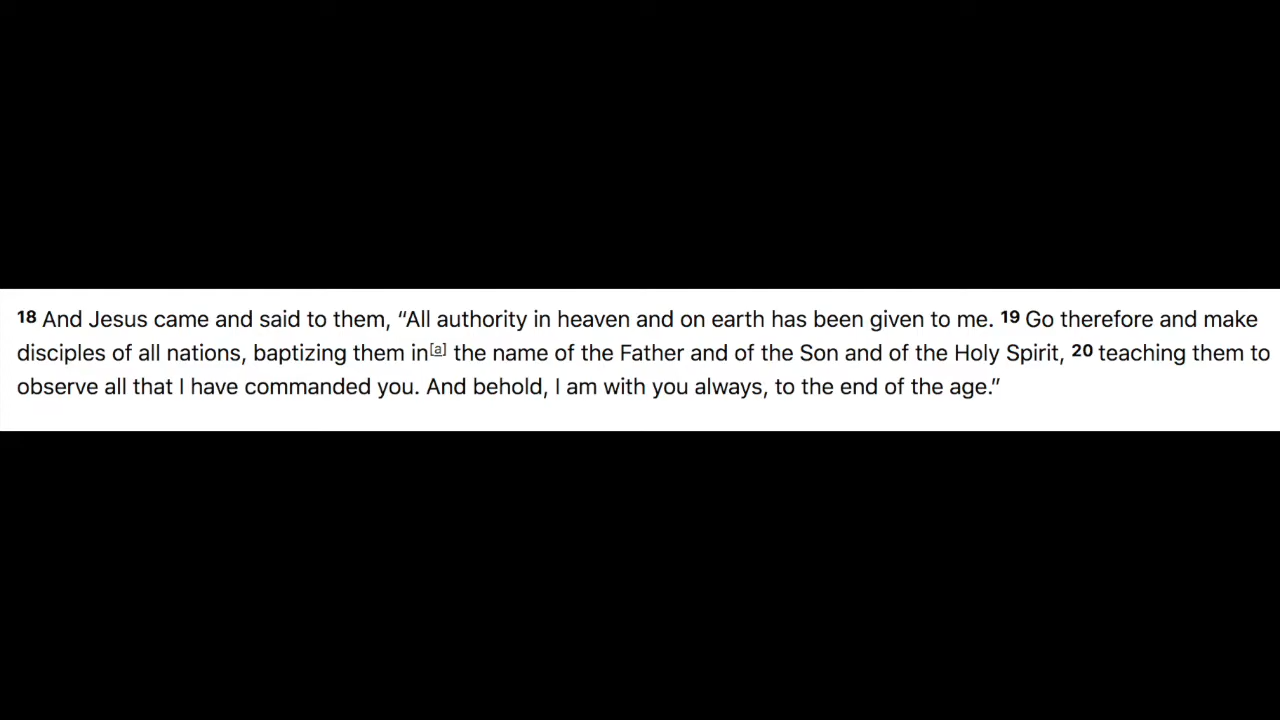 18 And Jesus came and said to them, “All authority in heaven and on earth has been given to me. 19 Go therefore and make
disciples of all nations, baptizing them in[a] the name of the Father and of the Son and of the Holy Spirit, 20 teaching them to
observe all that I have commanded you. And behold, I am with you always, to the end of the age.”